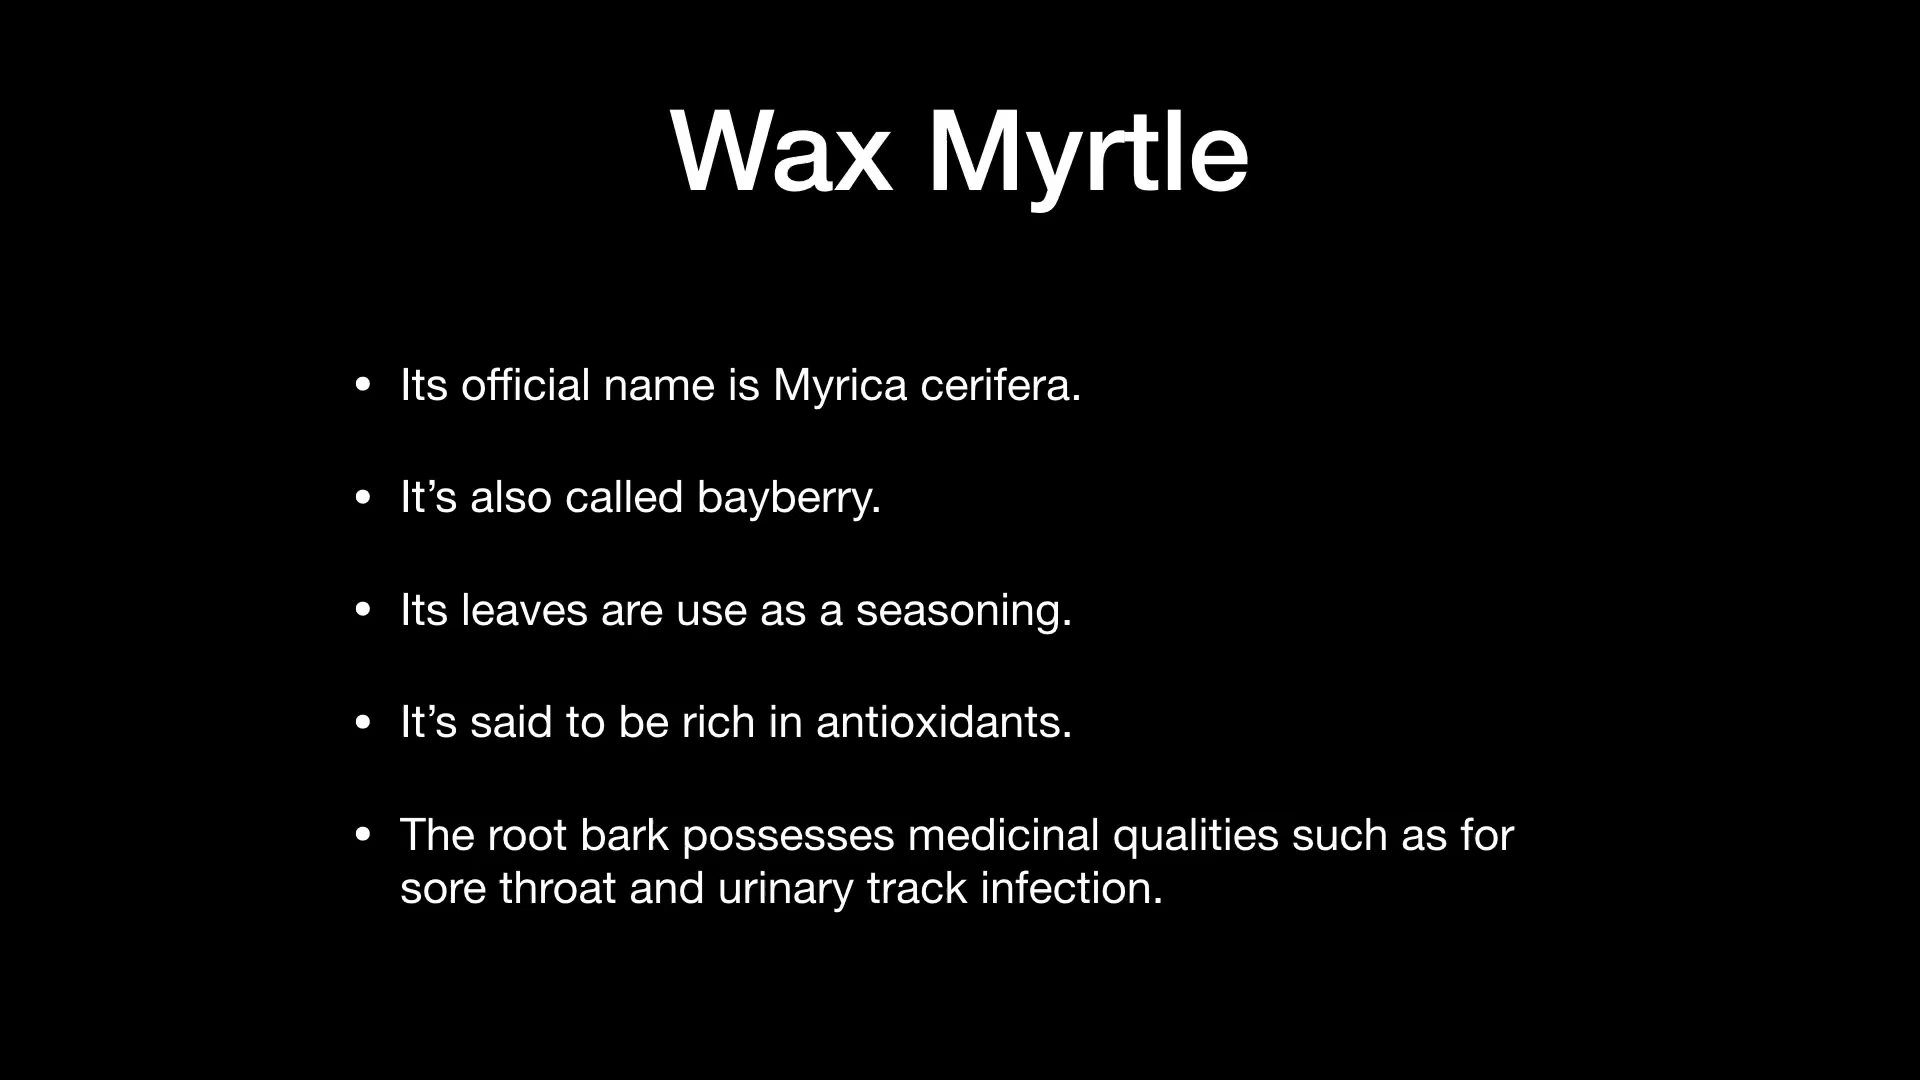 Wax Myrtle
• Its official name is Myrica cerifera.
• It’s also called bayberry.
• Its leaves are use as a seasoning.
• It’s said to be rich in antioxidants.
• The root bark possesses medicinal qualities such as for
sore throat and urinary track infection.